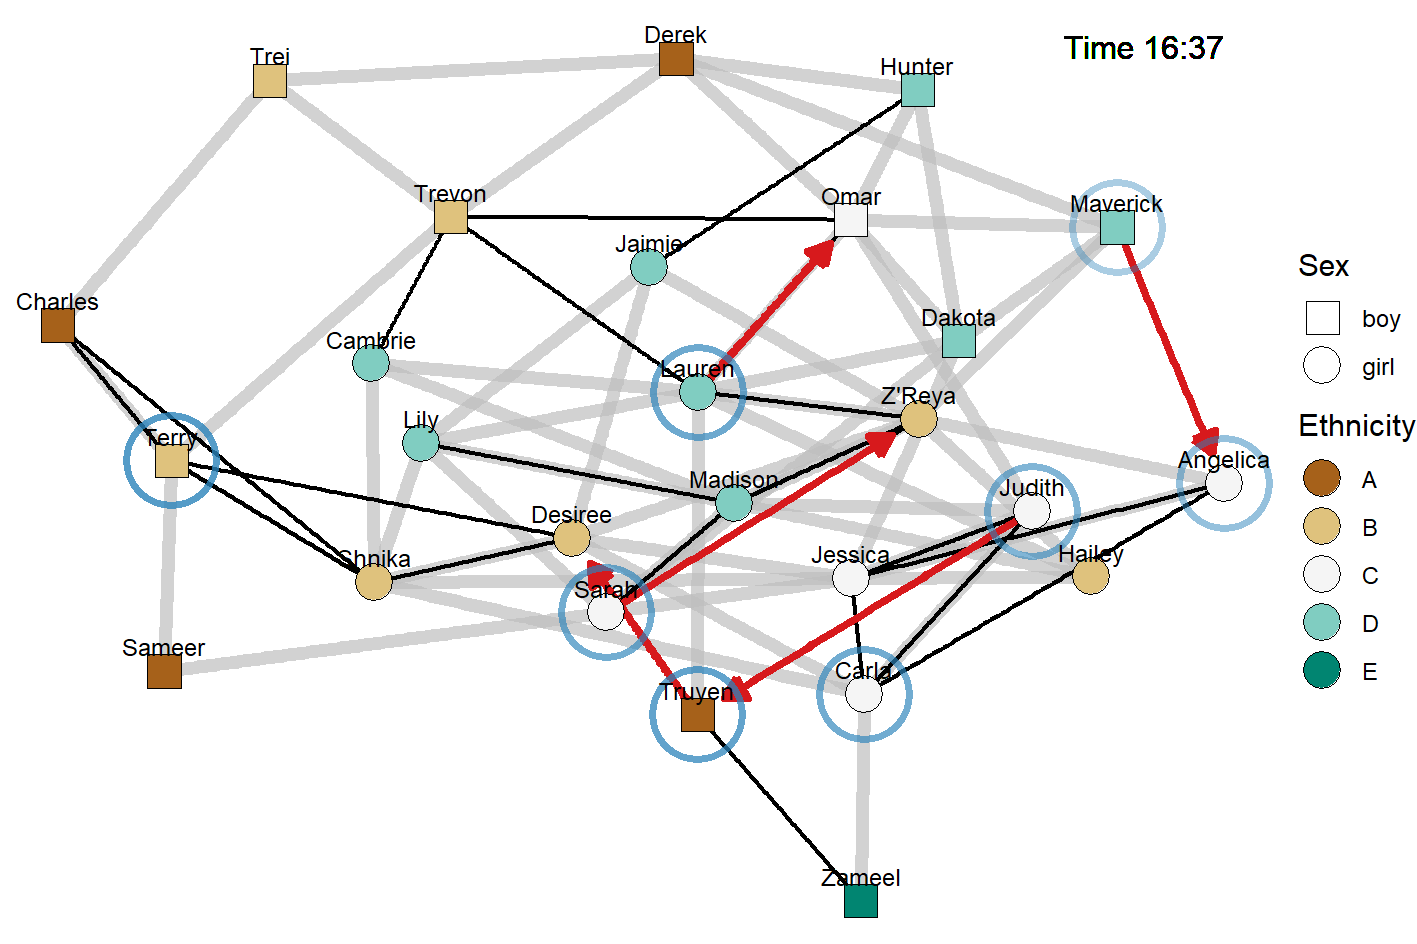 Derek
Time 16:37
Trei
Hunter
Trevon
Omar
Maverick
Jaimie
Sex
Charles
boy
Dakota
Cambrie
girl
Lauren
Z'Reya
Lily
Ethnicity
Terry
Angelica
Madison
A
Judith
Desiree
B
Jessica
Hailey
Shnika
C
Sarah
D
Sameer
Carla
E
Truyen
Zameel